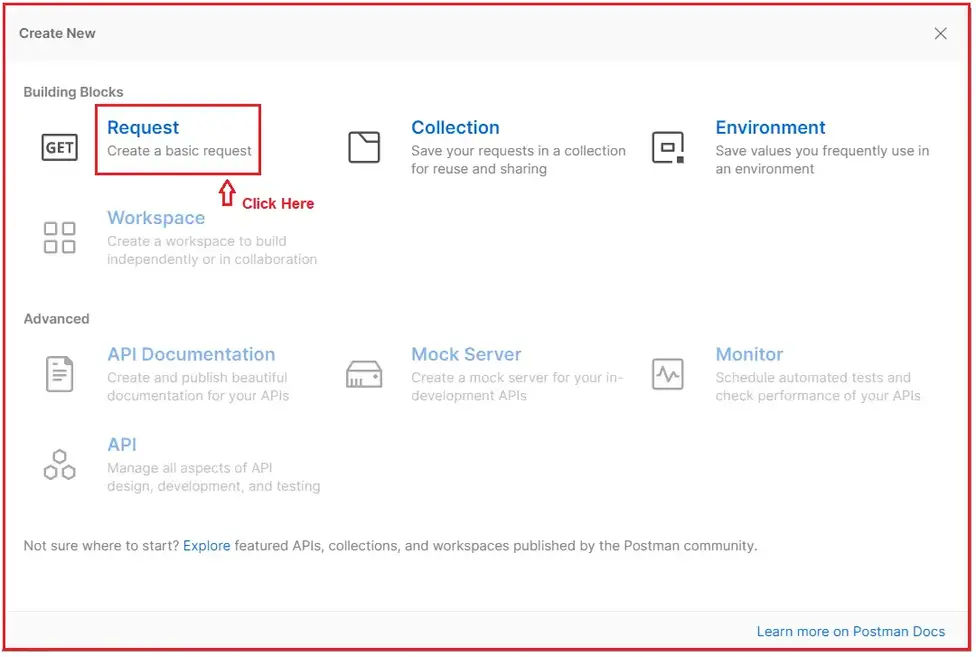 Create New
Building Blocks
GET
Request
Create a basic request
Collection
Save your requests in a collection
for reuse and sharing
Environment
Save values you frequently use in
an environment
Click Here
Workspace
Create a workspace to build
independently or in collaboration
Advanced
API Documentation
Create and publish beautiful
documentation for your APIs
Mock Server
Create a mock server for your in-
development APIs
Monitor
Schedule automated tests and
check performance of your APIs
API
Manage all aspects of API
design, development, and testing
Not sure where to start? Explore featured APIs, collections, and workspaces published by the Postman community.
Learn more on Postman Docs